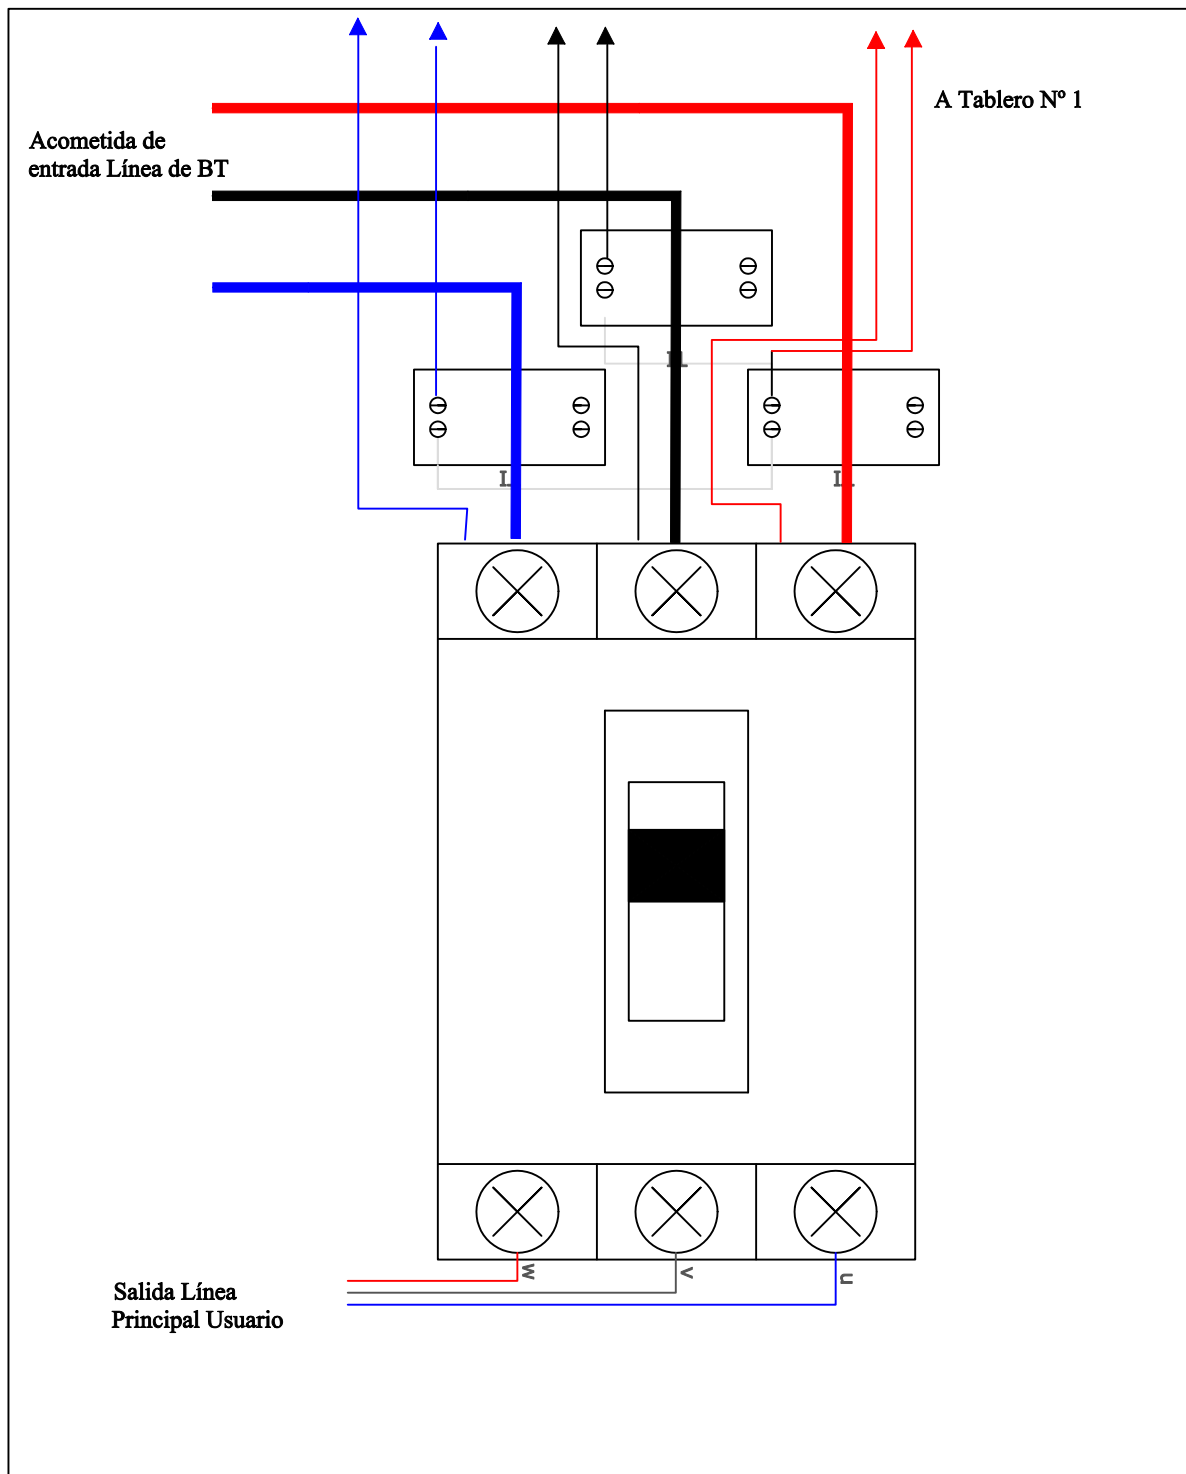 A Tablero Nº 1
Acometida de
entrada Línea de BT
W
V
U
Salida Línea
Principal Usuario